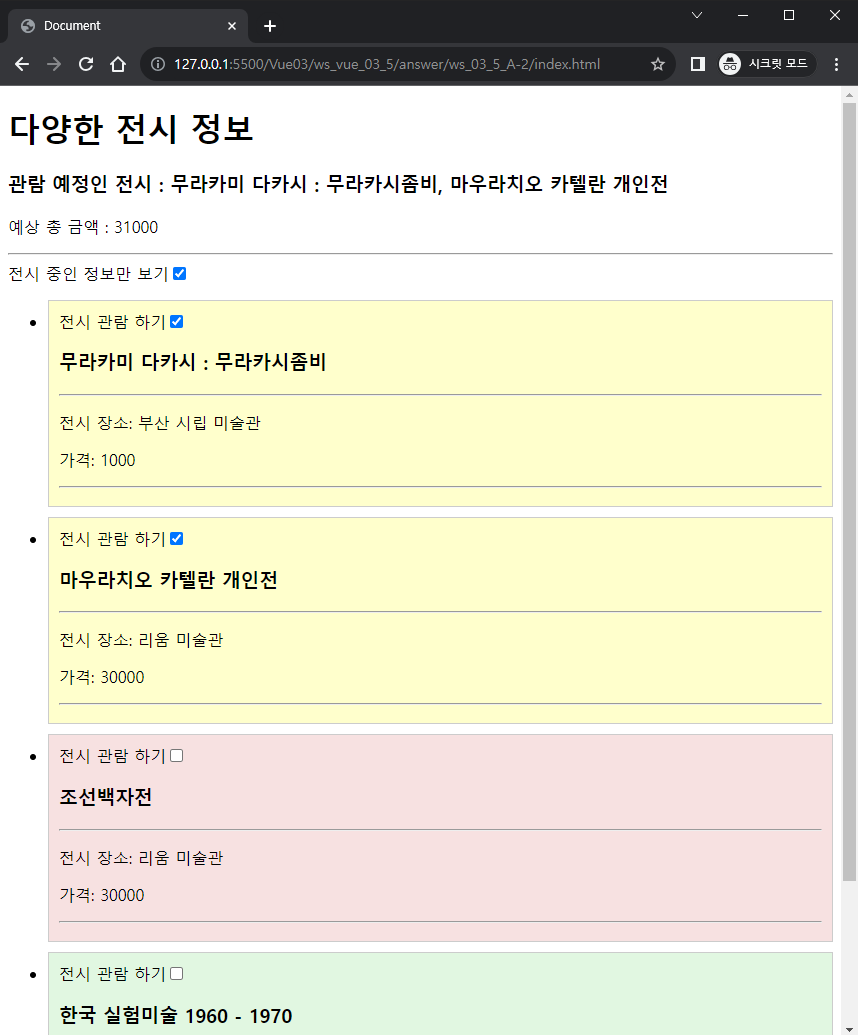 Document
127.0.0.1:5500/Vue03/ws_vue_03_5/answer/ws_03_5_A-2/index.html
시크릿 모드
다양한 전시 정보
관람 예정인 전시 : 무라카미 다카시 : 무라카시좀비, 마우라치오 카텔란 개인전
예상 총 금액 : 31000
전시 중인 정보만 보기
전시 관람 하기
무라카미 다카시 : 무라카시좀비
전시 장소: 부산 시립 미술관
가격: 1000
전시 관람 하기
마우라치오 카텔란 개인전
전시 장소: 리움 미술관
가격: 30000
전시 관람 하기
조선백자전
전시 장소: 리움 미술관
가격: 30000
전시 관람 하기
한국 실험미술 1960 - 1970